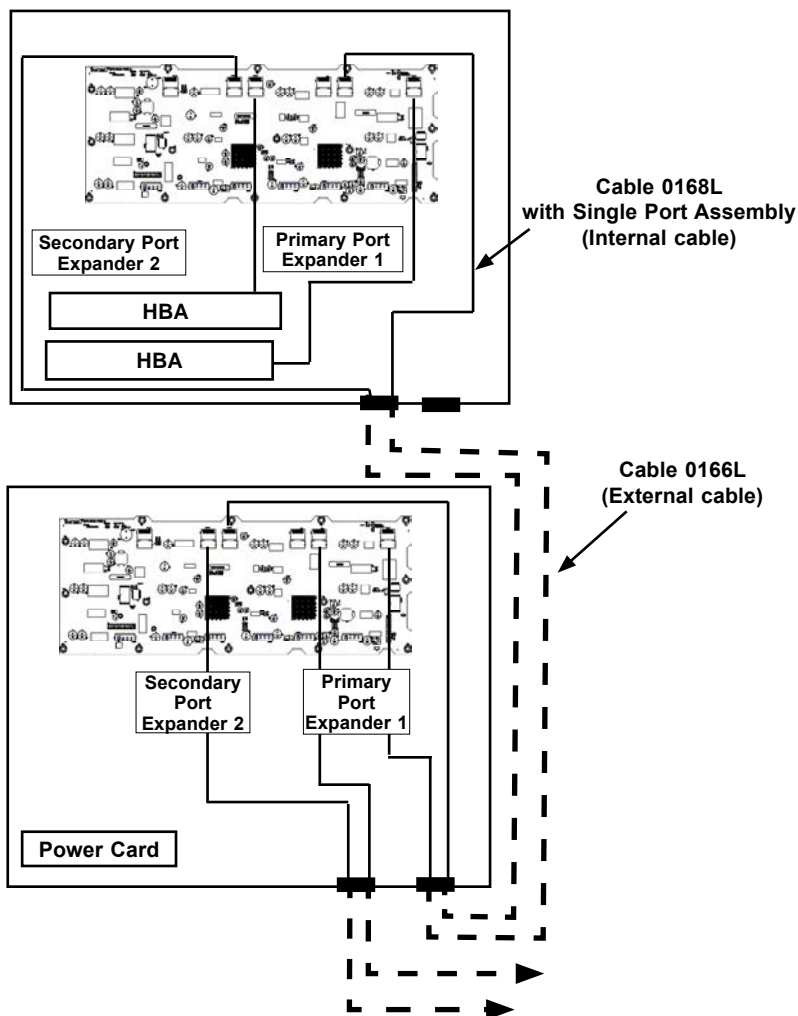 Cable 0168L
with Single Port Assembly
(Internal cable)
Secondary Port
Expander 2
Primary Port
Expander 1
HBA
HBA
Cable 0166L
(External cable)
Secondary
Port
Expander 2
Primary
Port
Expander 1
Power Card